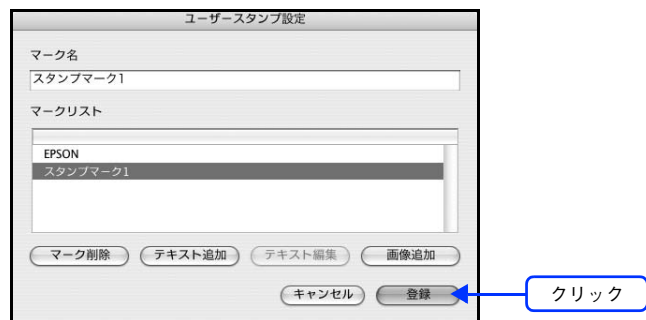 ユーザースタンプ設定
マーク名
スタンプマーク1
マークリスト
EPSON
スタンプマーク1
マーク削除 テキスト追加 テキスト編集 画像追加
キャンセル 登録 クリック